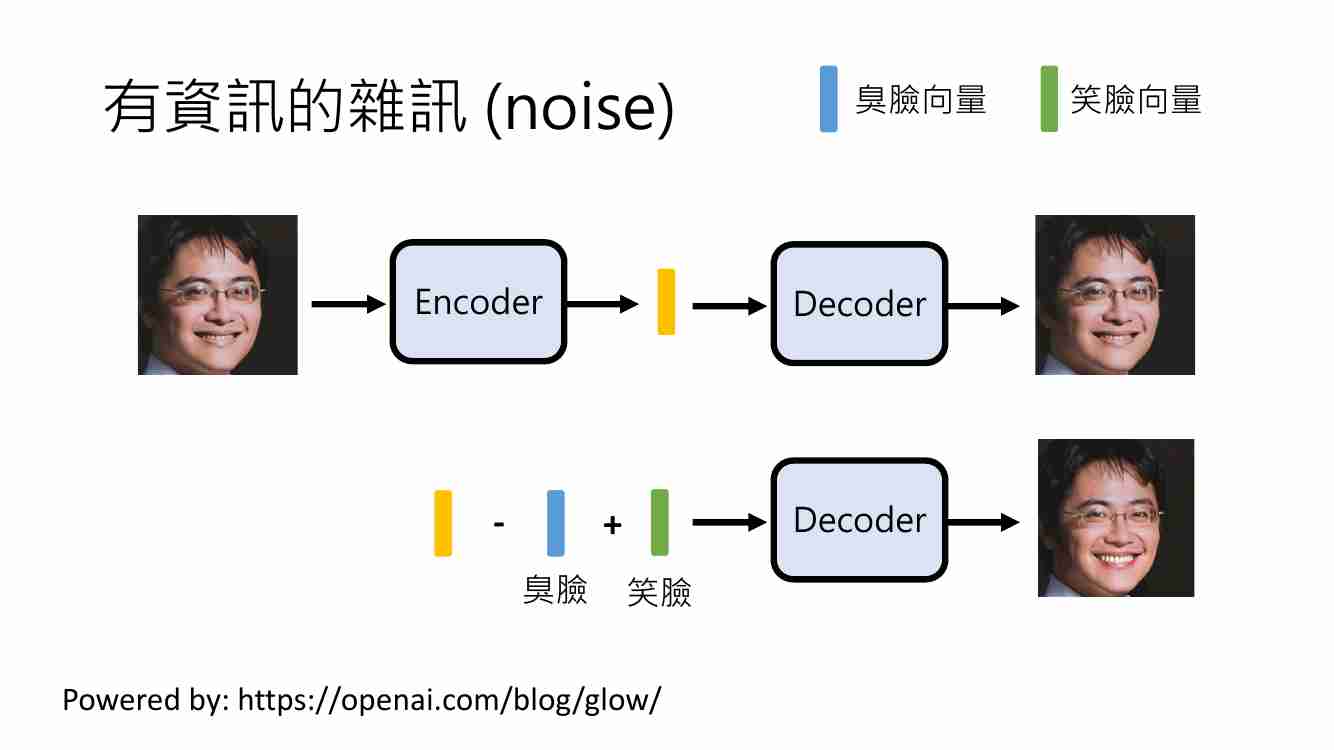 有資訊的雜訊 (noise)
臭臉向量
笑臉向量
Encoder
Decoder
-
+
Decoder
臭臉
笑臉
Powered by: https://openai.com/blog/glow/